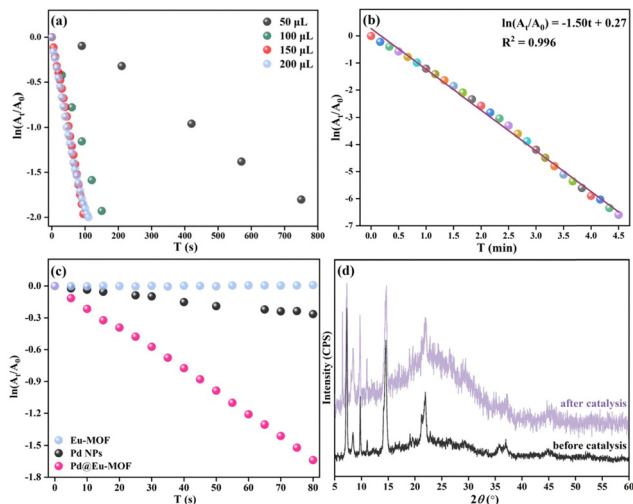 (a)
50 μL
100 μL
150 μL
200 μL
0.0
-0.5
-1.0
-1.5
-2.0
ln(At/A0)
0 100 200 300 400 500 600 700 800
T (s)
(b)
ln(At/A0) = -1.50t + 0.27
R² = 0.996
1
0
-1
-2
-3
-4
-5
-6
-7
ln(At/A0)
0.0 0.5 1.0 1.5 2.0 2.5 3.0 3.5 4.0 4.5
T (min)
(c)
0.0
-0.3
-0.6
-0.9
-1.2
-1.5
-1.8
ln(At/A0)
Eu-MOF
Pd NPs
Pd@Eu-MOF
0 10 20 30 40 50 60 70 80
T (s)
(d)
Intensity (CPS)
after catalysis
before catalysis
5 10 15 20 25 30 35 40 45 50 55 60
2θ (°)